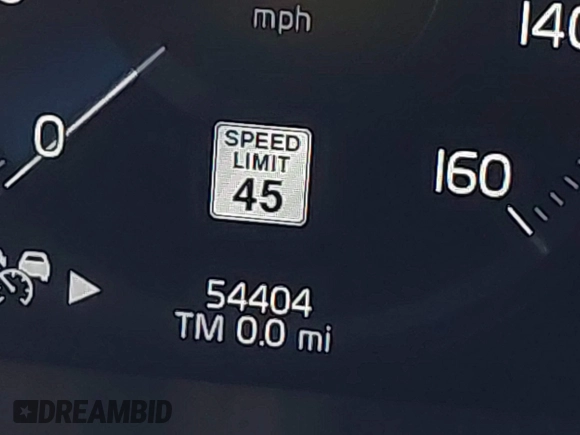 mph
140
0
SPEED
LIMIT
45
160
54404
TM 0.0 mi
DREAMBID